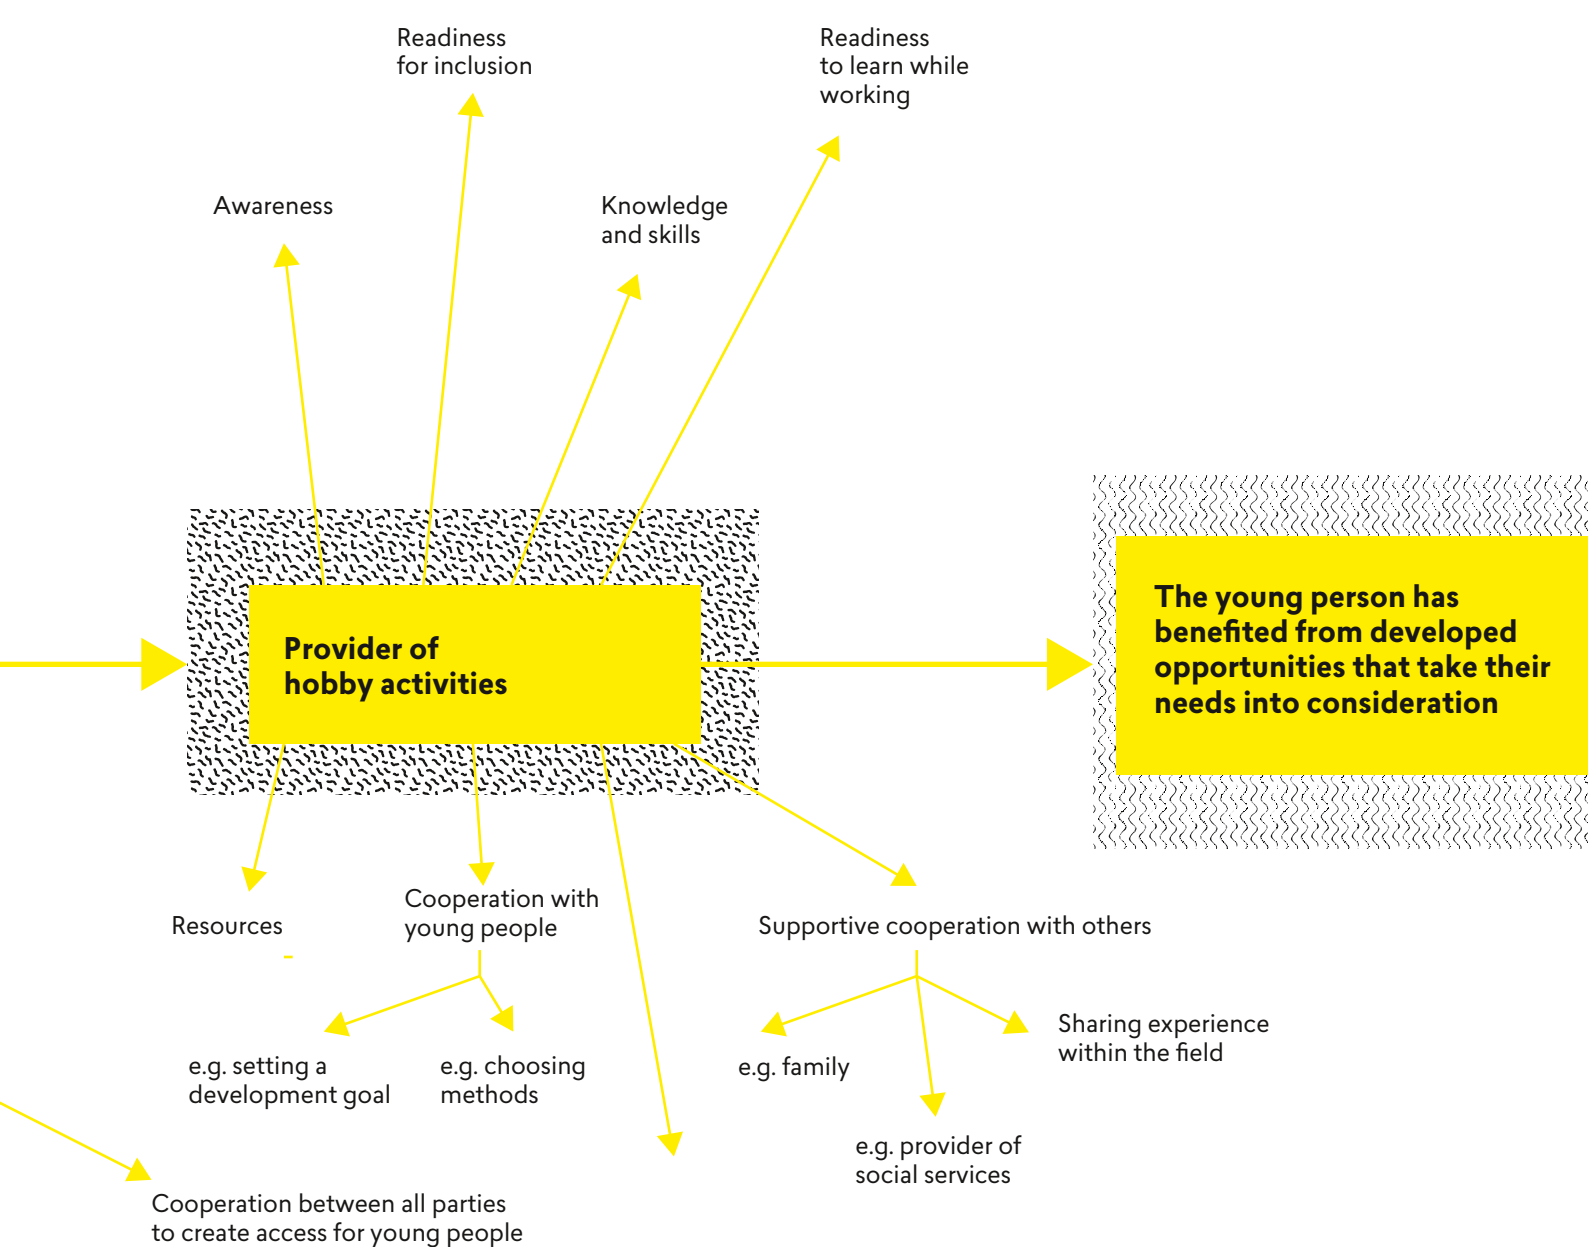 Readiness
for inclusion
Readiness
to learn while
working
Awareness
Knowledge
and skills
Provider of
hobby activities
The young person has
benefited from developed
opportunities that take their
needs into consideration
Resources
Cooperation with
young people
Supportive cooperation with others
e.g. setting a
development goal
e.g. choosing
methods
e.g. family
Sharing experience
within the field
e.g. provider of
social services
Cooperation between all parties
to create access for young people